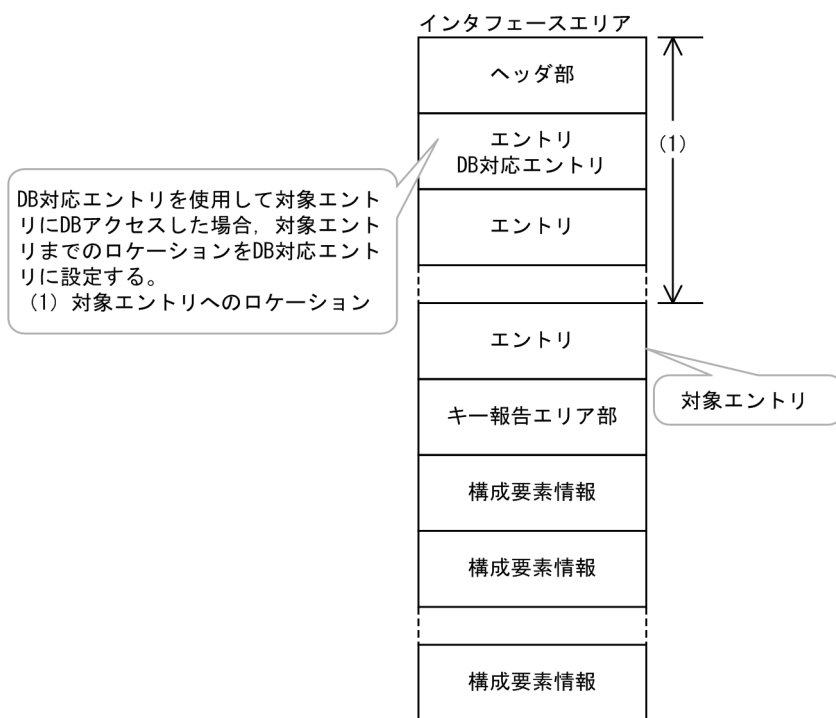 インタフェースエリア
ヘッダ部
エントリ
DB対応エントリ
(1)
DB対応エントリを使用して対象エント
リにDBアクセスした場合，対象エント
リまでのロケーションをDB対応エント
リに設定する。
（1）対象エントリへのロケーション
エントリ
エントリ
対象エントリ
キー報告エリア部
構成要素情報
構成要素情報
構成要素情報